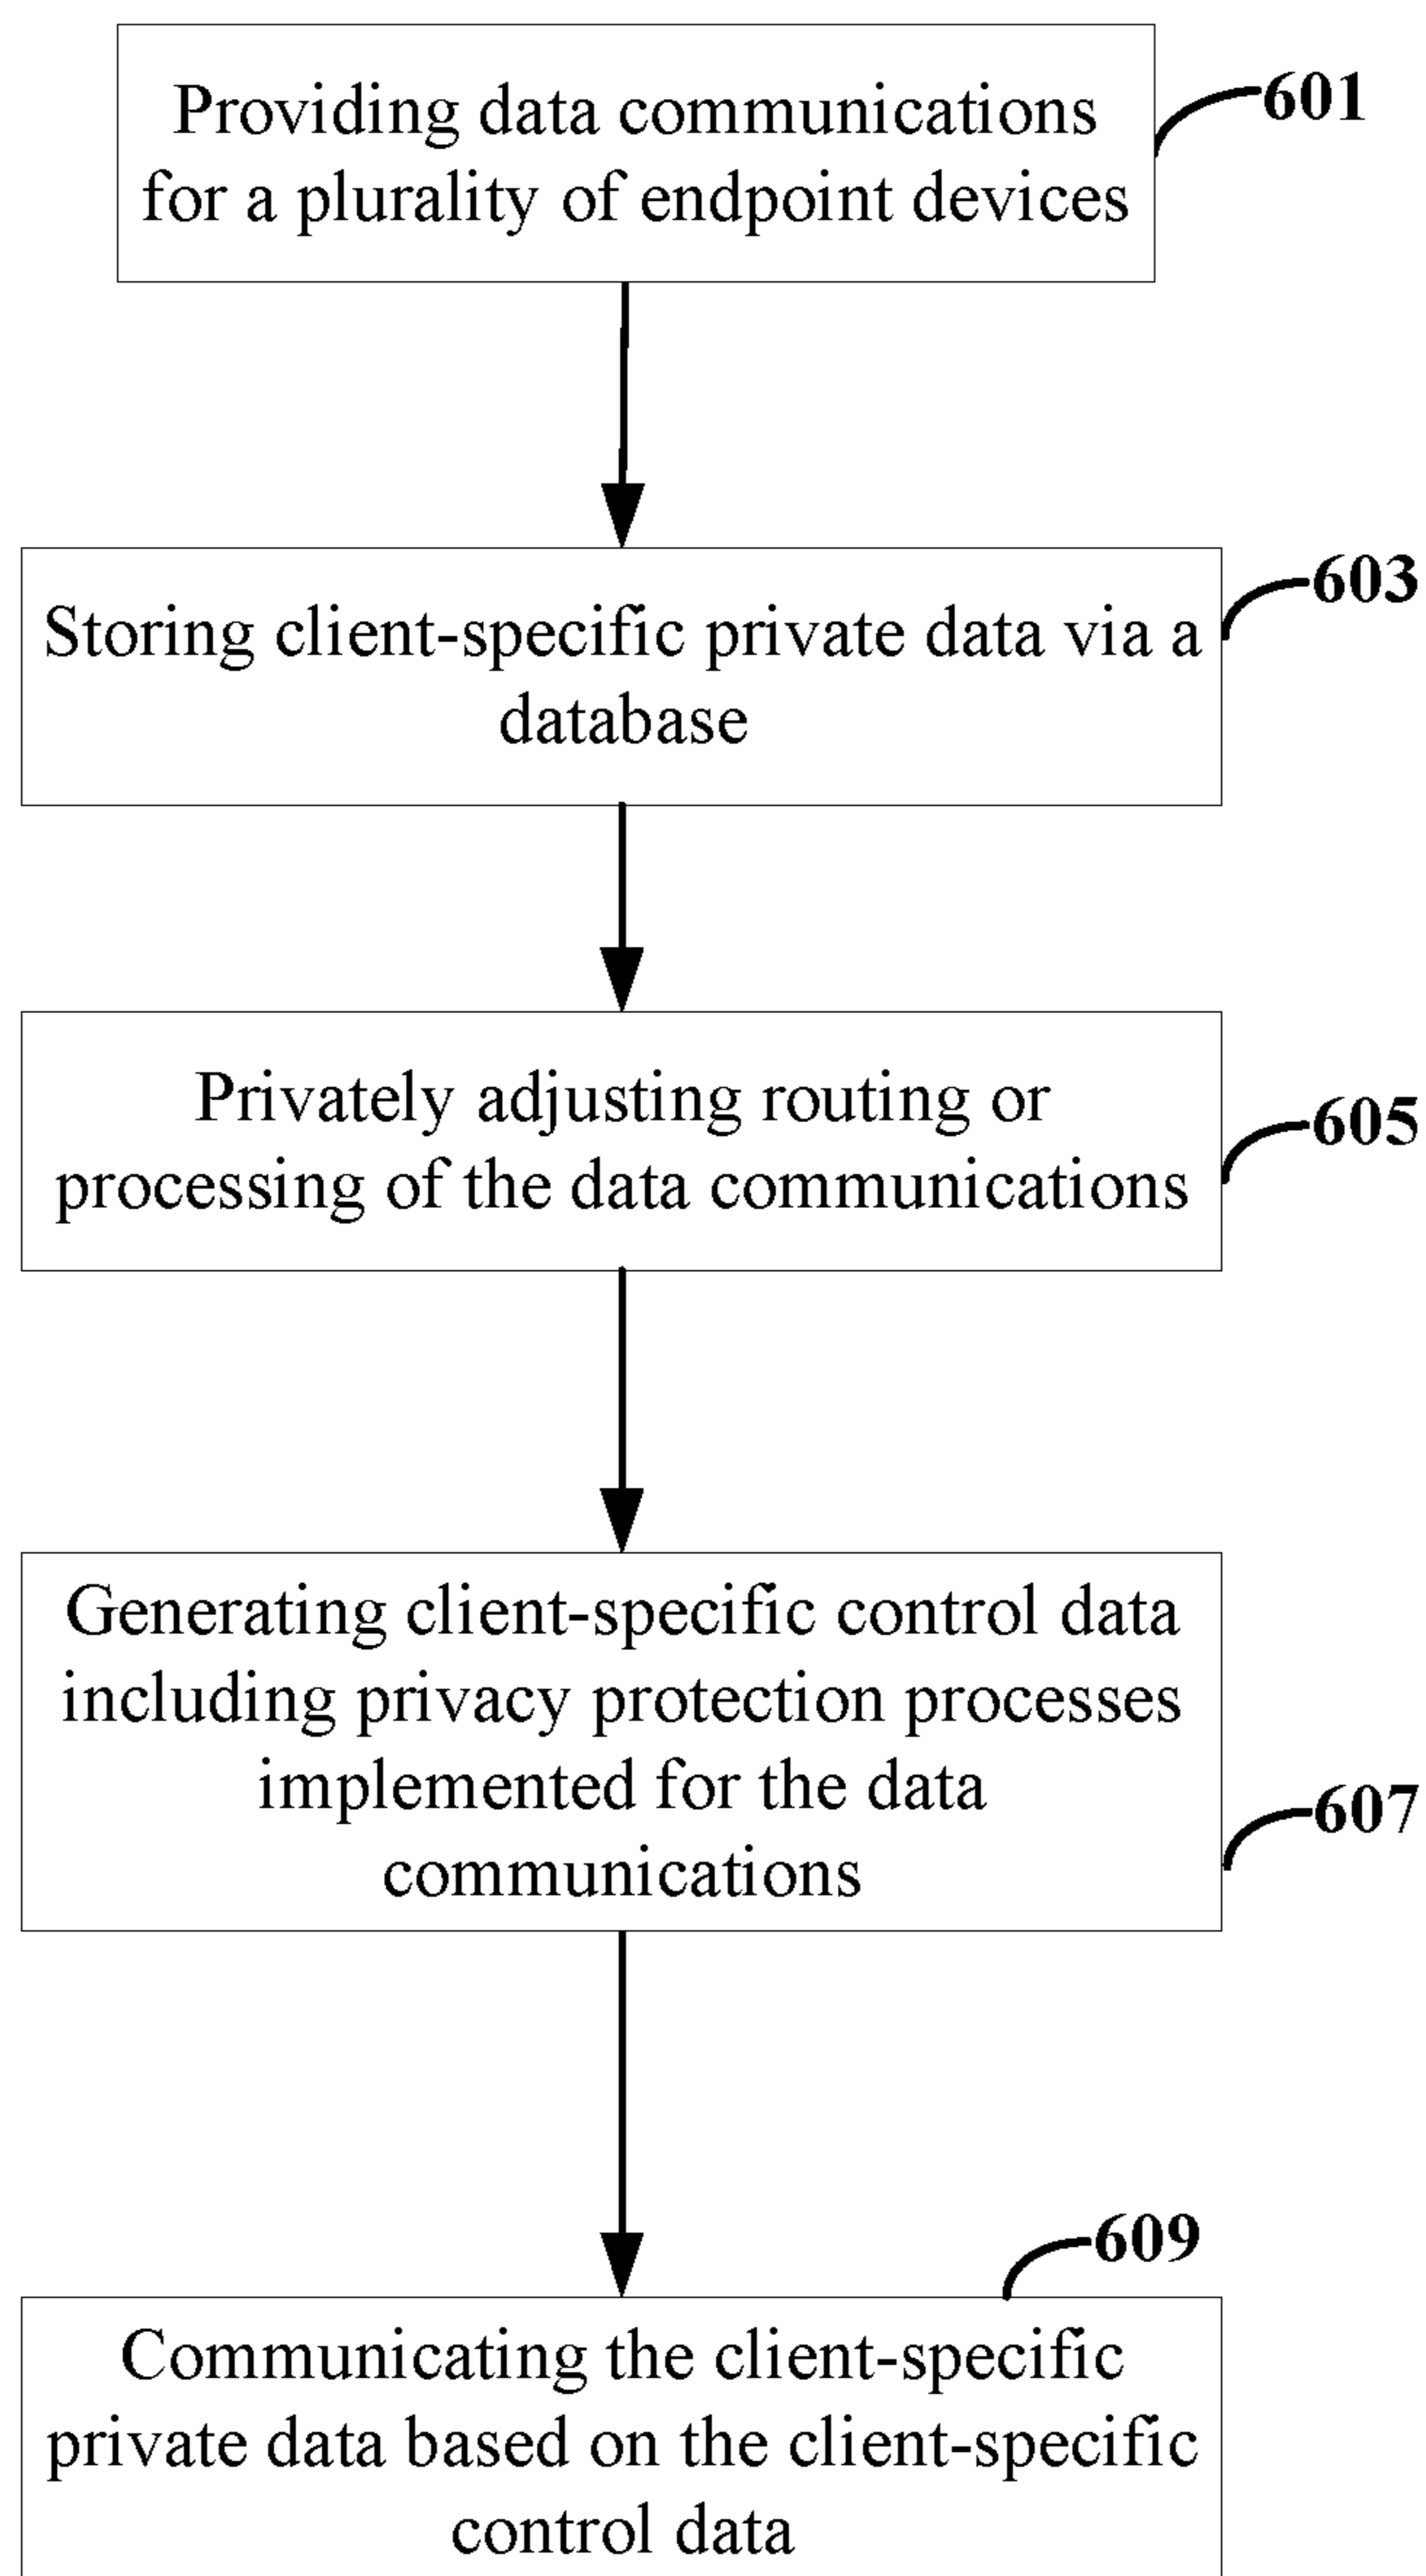 Providing data communications
for a plurality of endpoint devices
601
Storing client-specific private data via a
database
603
Privately adjusting routing or
processing of the data communications
605
Generating client-specific control data
including privacy protection processes
implemented for the data
communications
607
609
Communicating the client-specific
private data based on the client-specific
control data